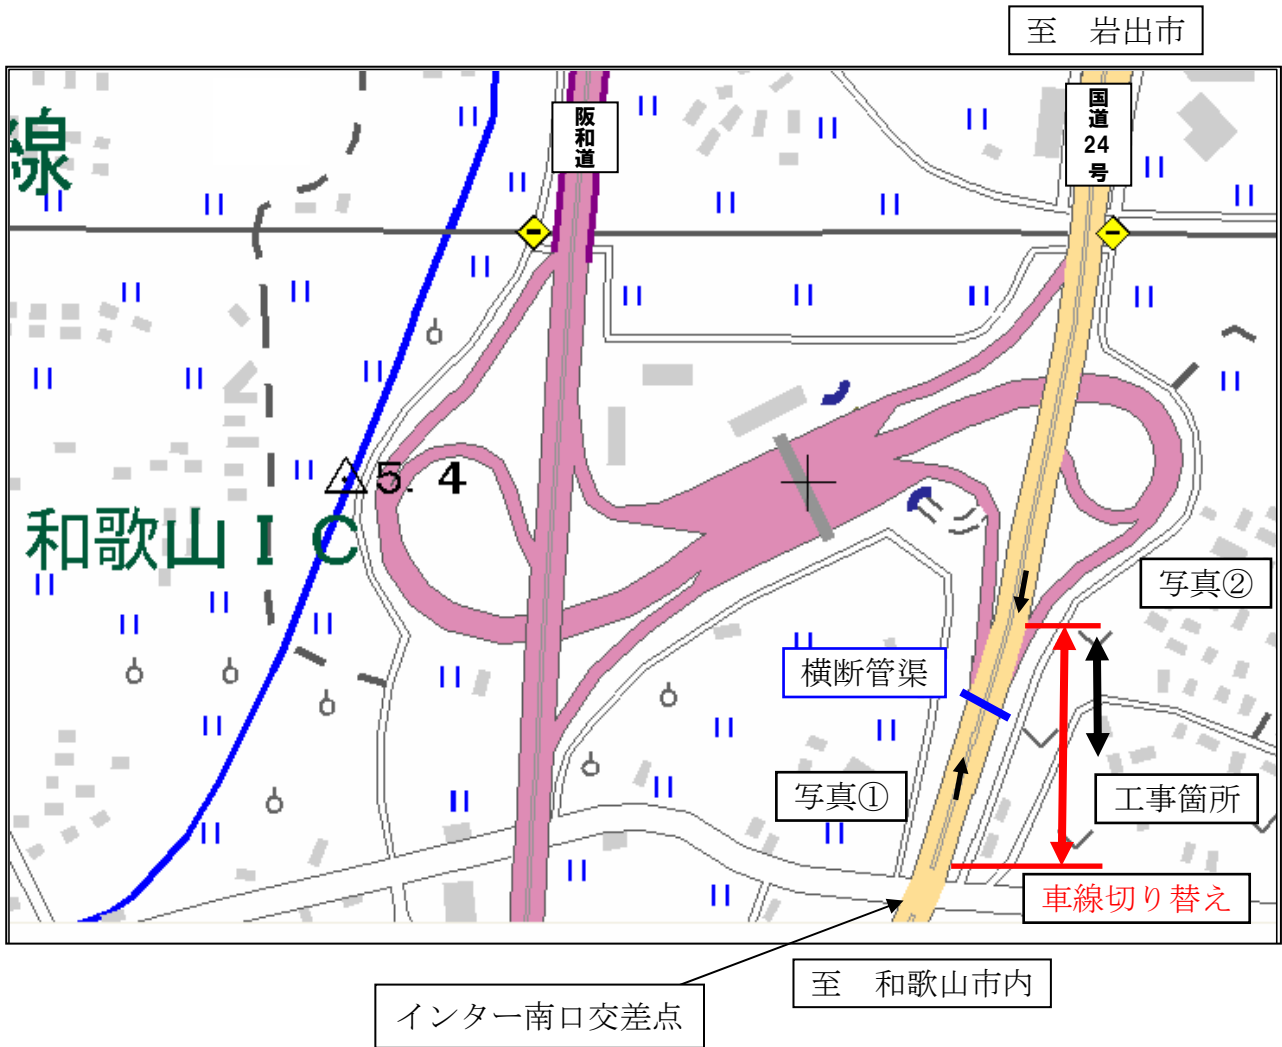 至　岩出市
線
阪和道
国道24号
5.4
和歌山IC
写真②
横断管渠
写真①
工事箇所
車線切り替え
至　和歌山市内
インター南口交差点